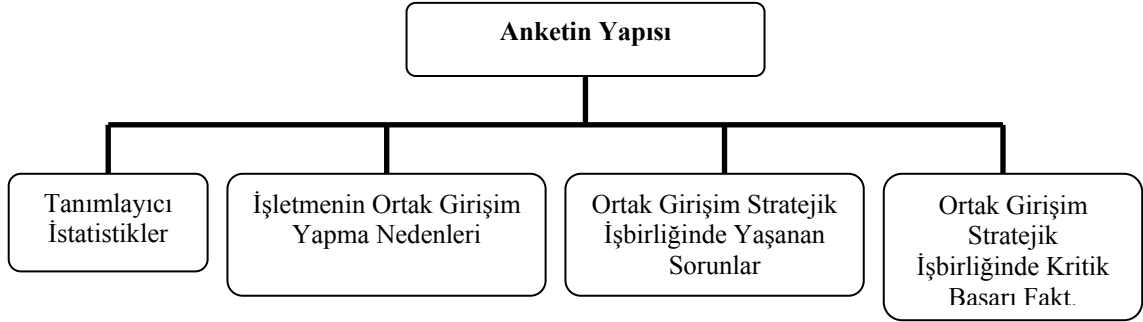 Anketin Yapısı
Tanımlayıcı
İstatistikler
İşletmenin Ortak Girişim
Yapma Nedenleri
Ortak Girişim Stratejik
İşbirliğinde Yaşanan
Sorunlar
Ortak Girişim
Stratejik
İşbirliğinde Kritik
Başarı Fakt.